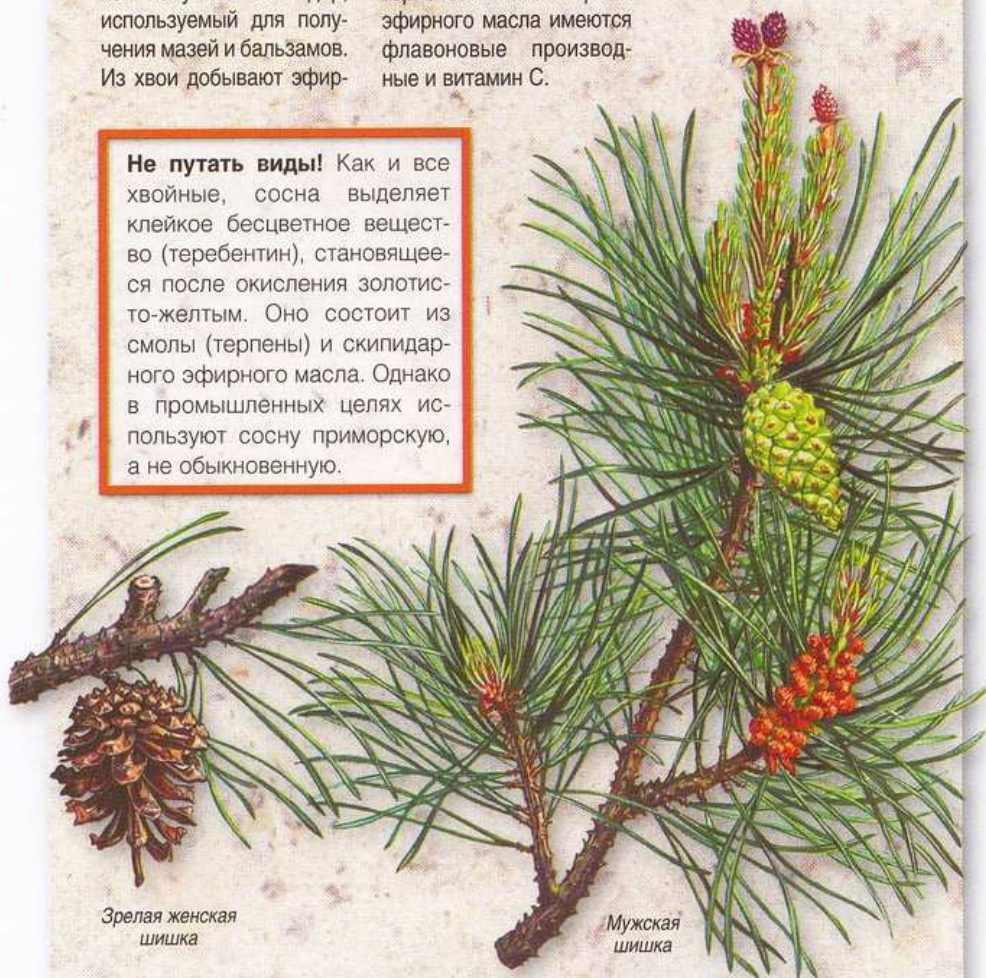 используемый для полу-
чения мазей и бальзамов.
Из хвои добывают эфир-
эфирного масла имеются
флавоновые производ-
ные и витамин С.
Не путать виды! Как и все
хвойные, сосна выделяет
клейкое бесцветное вещест-
во (теребентин), становящее-
ся после окисления золотис-
то-желтым. Оно состоит из
смолы (терпены) и скипидар-
ного эфирного масла. Однако
в промышленных целях ис-
пользуют сосну приморскую,
а не обыкновенную.
Зрелая женская
шишка
Мужская
шишка